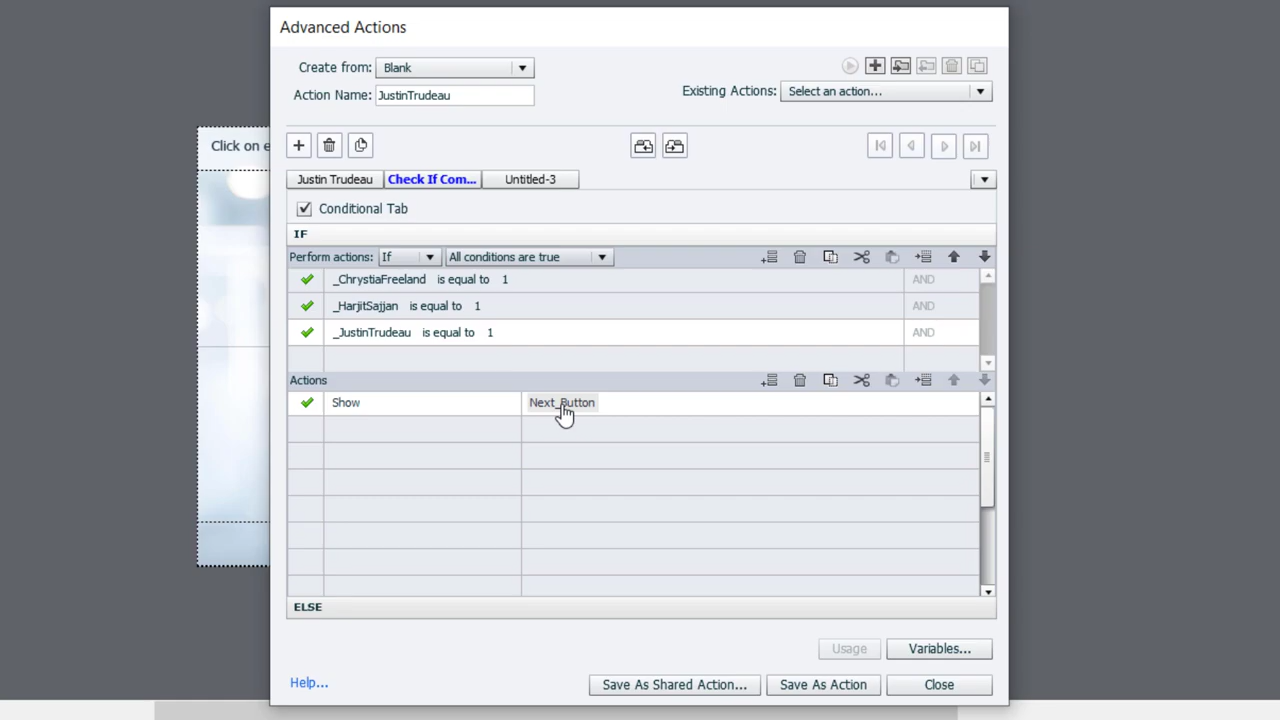 Advanced Actions
Create from: Blank
Action Name: JustinTrudeau
Existing Actions: Select an action...
Click on e
Justin Trudeau Check If Com... Untitled-3
Conditional Tab
IF
Perform actions: If All conditions are true
_ChrystiaFreeland is equal to 1 AND
_HarjitSajjan is equal to 1 AND
_JustinTrudeau is equal to 1 AND
Actions
Show Next_Button
ELSE
Usage Variables...
Help... Save As Shared Action... Save As Action Close